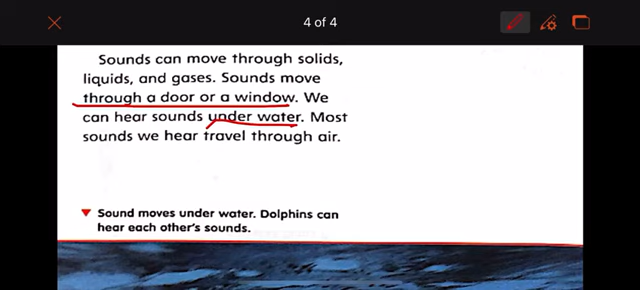 4 of 4
Sounds can move through solids,
liquids, and gases. Sounds move
through a door or a window. We
can hear sounds under water. Most
sounds we hear travel through air.
Sound moves under water. Dolphins can
hear each other's sounds.